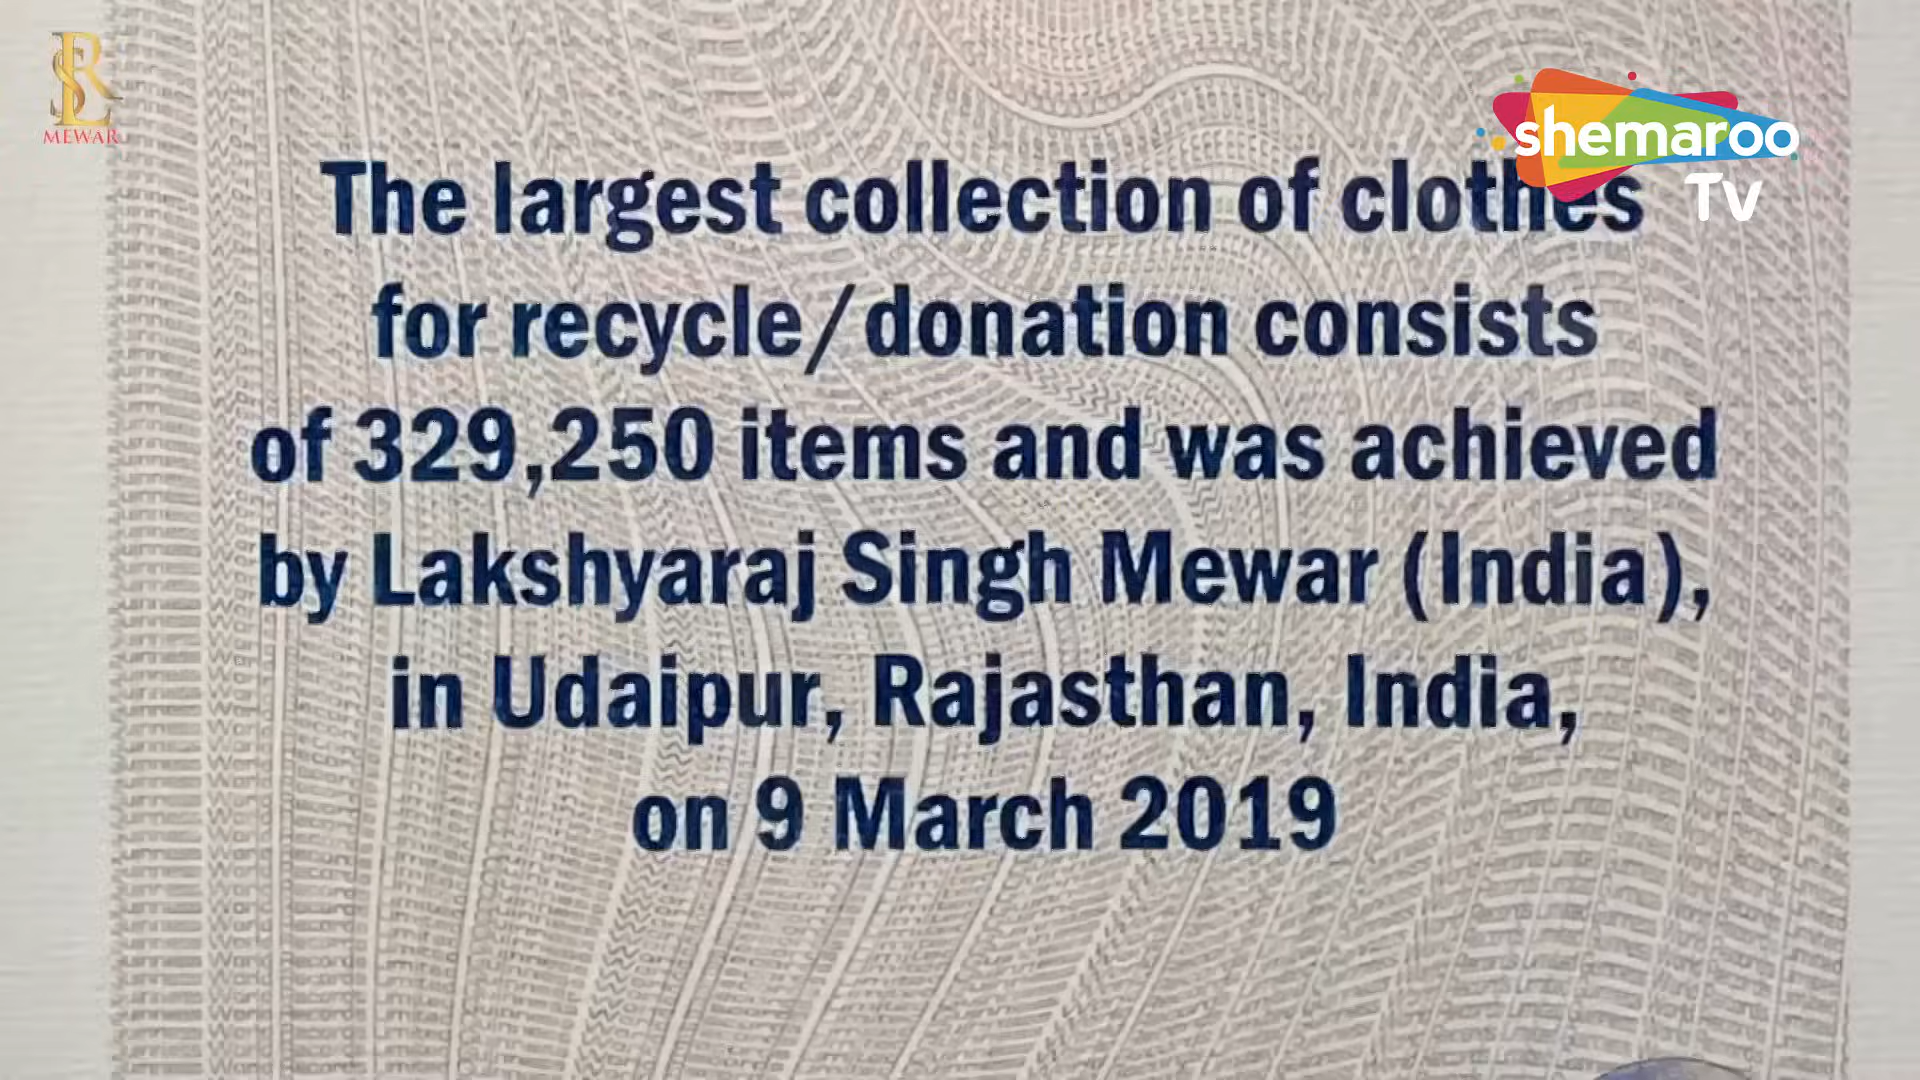 SLR
MEWAR
shemaroo
TV
The largest collection of clothes
for recycle/donation consists
of 329,250 items and was achieved
by Lakshyaraj Singh Mewar (India),
in Udaipur, Rajasthan, India,
on 9 March 2019